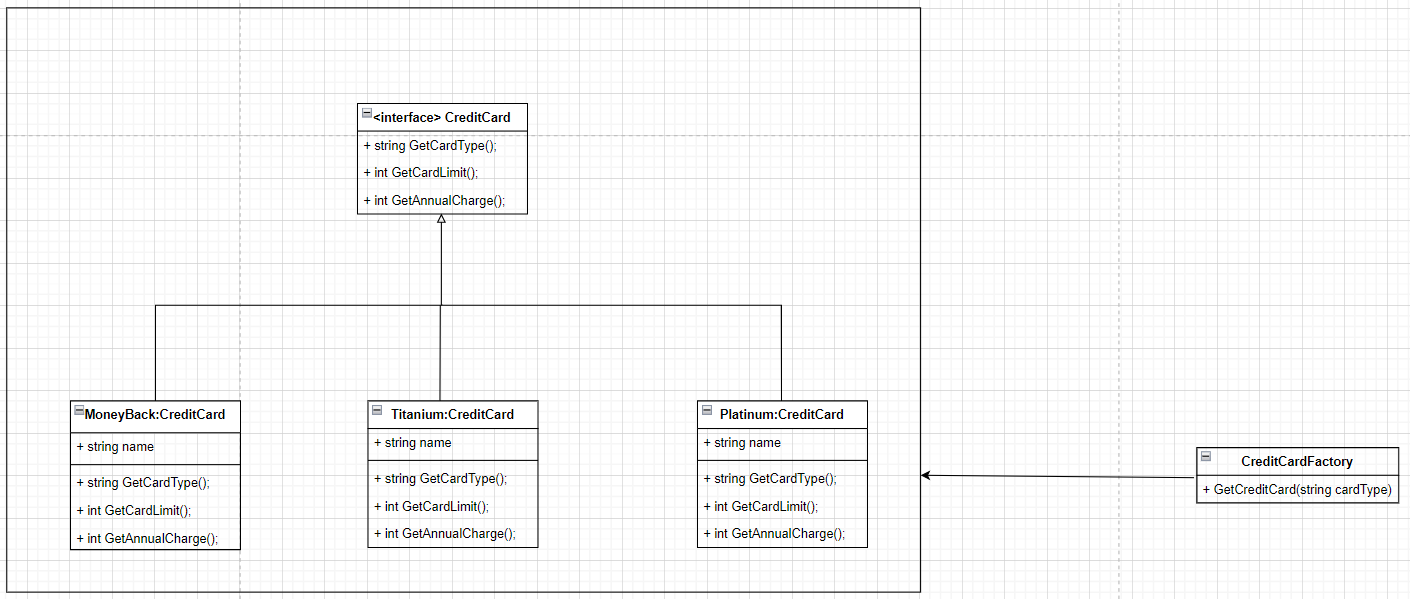 <interface> CreditCard
+ string GetCardType();
+ int GetCardLimit();
+ int GetAnnualCharge();
MoneyBack:CreditCard
+ string name
+ string GetCardType();
+ int GetCardLimit();
+ int GetAnnualCharge();
Titanium:CreditCard
+ string name
+ string GetCardType();
+ int GetCardLimit();
+ int GetAnnualCharge();
Platinum:CreditCard
+ string name
+ string GetCardType();
+ int GetCardLimit();
+ int GetAnnualCharge();
CreditCardFactory
+ GetCreditCard(string cardType)